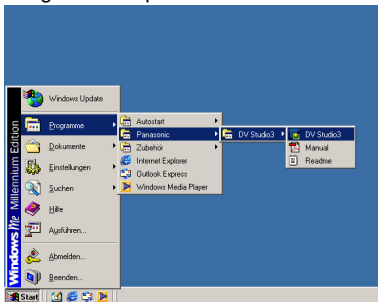 Windows Update
Programme
Dokumente
Einstellungen
Suchen
Hilfe
Ausführen...
Abmelden...
Beenden...
Windows Me Millennium Edition
Autostart
Panasonic
Zubehör
Internet Explorer
Outlook Express
Windows Media Player
DV Studio3
DV Studio3
Manual
Readme
Start